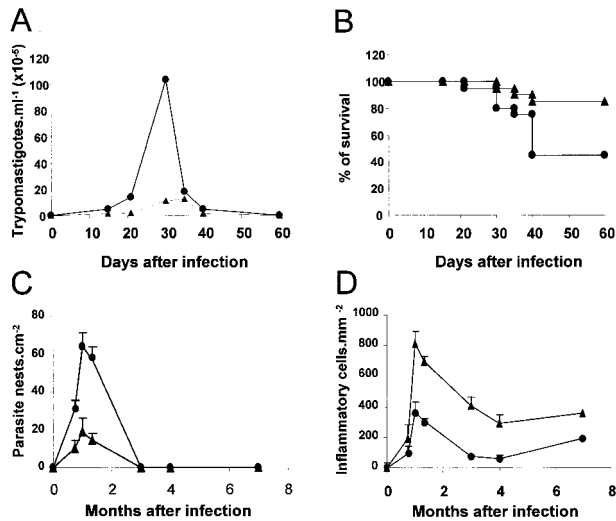 A
Trypomastigotes.ml⁻¹ (x10⁻⁵)
120
100
80
60
40
20
0
0 10 20 30 40 50 60
Days after infection
B
% of survival
120
100
80
60
40
20
0
0 10 20 30 40 50 60
Days after infection
C
Parasite nests.cm⁻²
80
60
40
20
0
0 2 4 6 8
Months after infection
D
Inflammatory cells.mm⁻²
1000
800
600
400
200
0
0 2 4 6 8
Months after infection